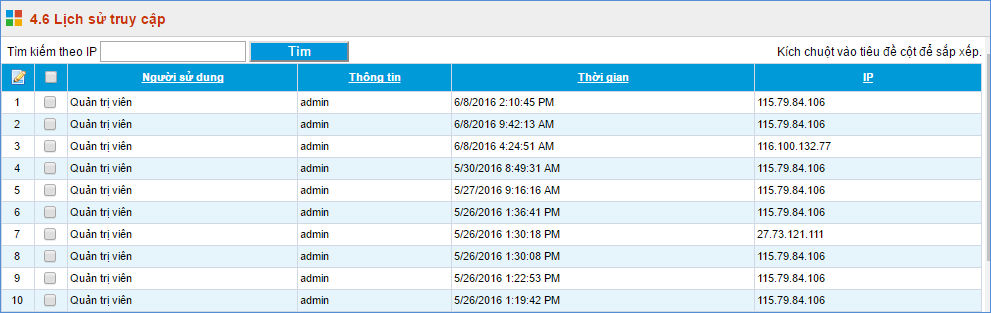 4.6 Lịch sử truy cập
Tìm kiếm theo IP Tìm Kích chuột vào tiêu đề cột để sắp xếp.
Người sử dụng Thông tin Thời gian IP
1 Quản trị viên admin 6/8/2016 2:10:45 PM 115.79.84.106
2 Quản trị viên admin 6/8/2016 9:42:13 AM 115.79.84.106
3 Quản trị viên admin 6/8/2016 4:24:51 AM 116.100.132.77
4 Quản trị viên admin 5/30/2016 8:49:31 AM 115.79.84.106
5 Quản trị viên admin 5/27/2016 9:16:16 AM 115.79.84.106
6 Quản trị viên admin 5/26/2016 1:36:41 PM 115.79.84.106
7 Quản trị viên admin 5/26/2016 1:30:18 PM 27.73.121.111
8 Quản trị viên admin 5/26/2016 1:30:08 PM 115.79.84.106
9 Quản trị viên admin 5/26/2016 1:22:53 PM 115.79.84.106
10 Quản trị viên admin 5/26/2016 1:19:42 PM 115.79.84.106